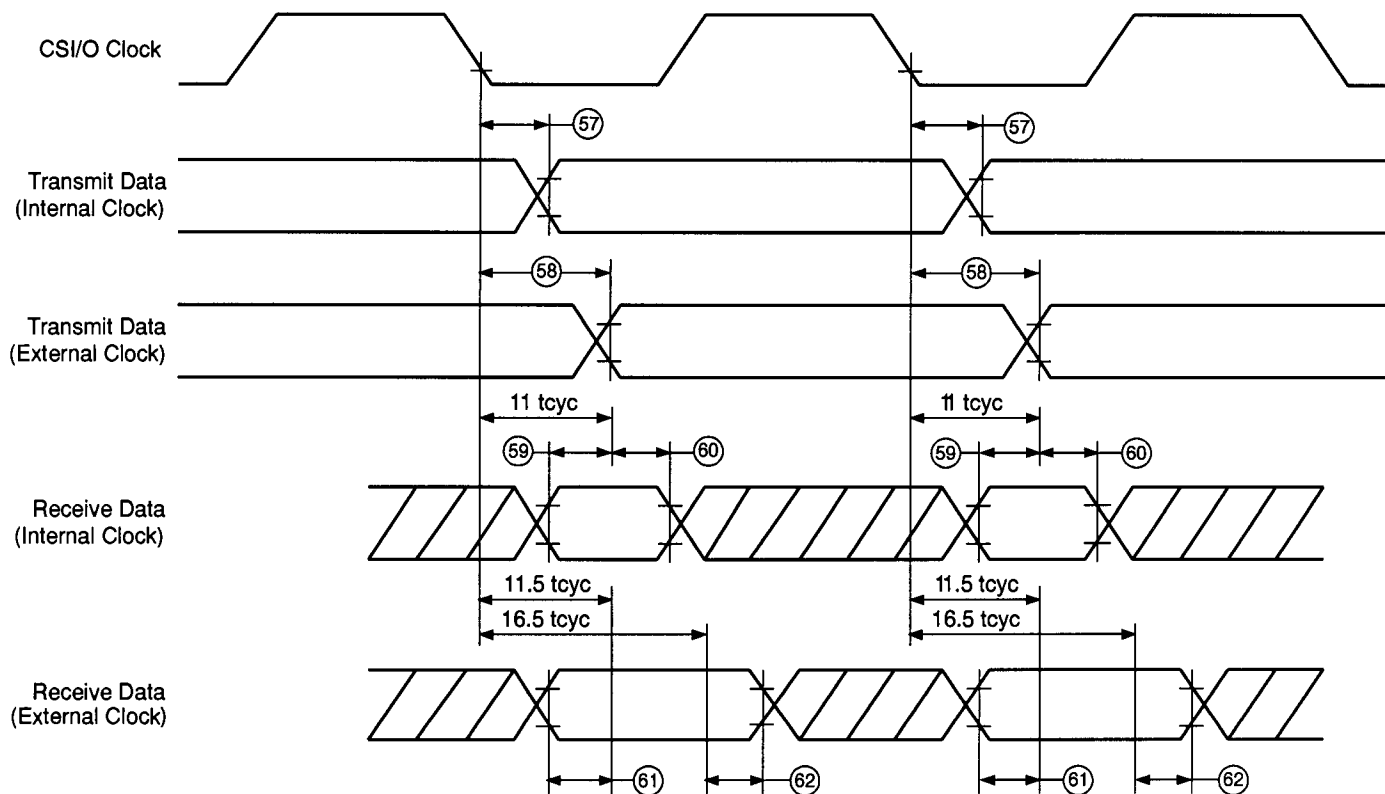 CSI/O Clock
57 57
Transmit Data
(Internal Clock)
58 58
Transmit Data
(External Clock)
11 tcyc 11 tcyc
59 60 59 60
Receive Data
(Internal Clock)
11.5 tcyc 11.5 tcyc
16.5 tcyc 16.5 tcyc
Receive Data
(External Clock)
61 62 61 62